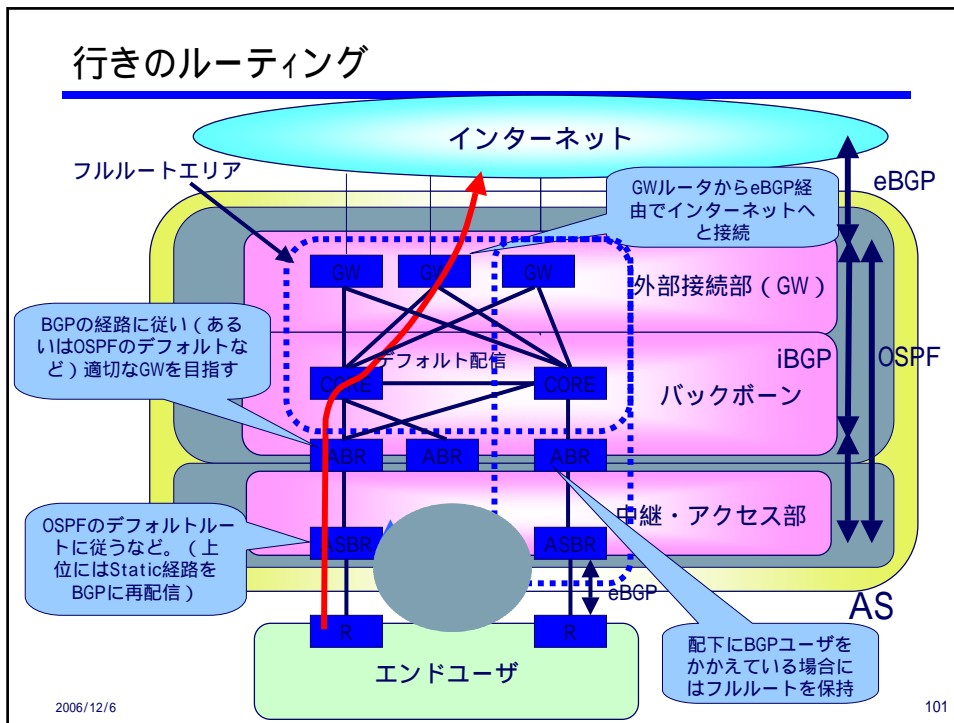 行きのルーティング
インターネット
フルルートエリア
eBGP
GWルータからeBGP経
由でインターネットへ
と接続
GW
GW
GW
外部接続部（GW）
BGPの経路に従い（ある
いはOSPFのデフォルトな
ど）適切なGWを目指す
デフォルト配信
iBGP
OSPF
CORE
CORE
バックボーン
ABR
ABR
ABR
OSPFのデフォルトルー
トに従うなど。（上
位にはStatic経路を
BGPに再配信）
中継・アクセス部
ASBR
ASBR
eBGP
AS
R
R
配下にBGPユーザを
かかえている場合に
はフルルートを保持
エンドユーザ
2006/12/6
101